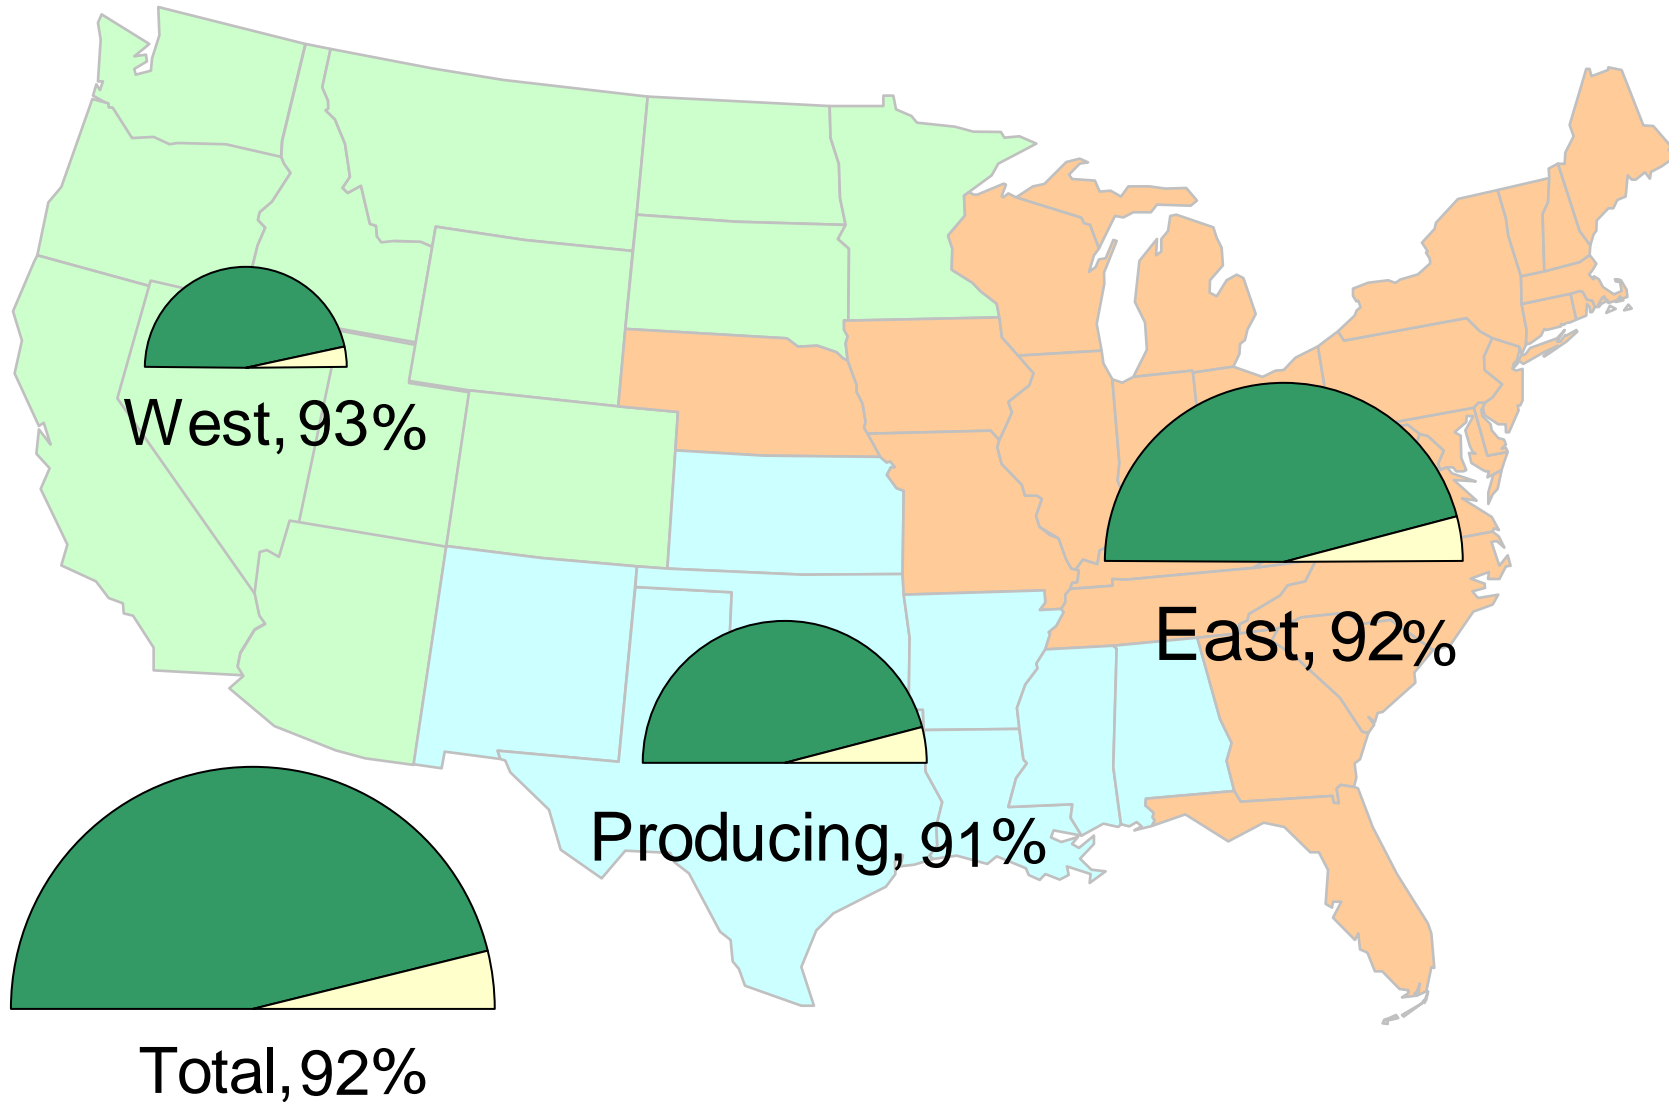 West, 93%
East, 92%
Producing, 91%
Total, 92%